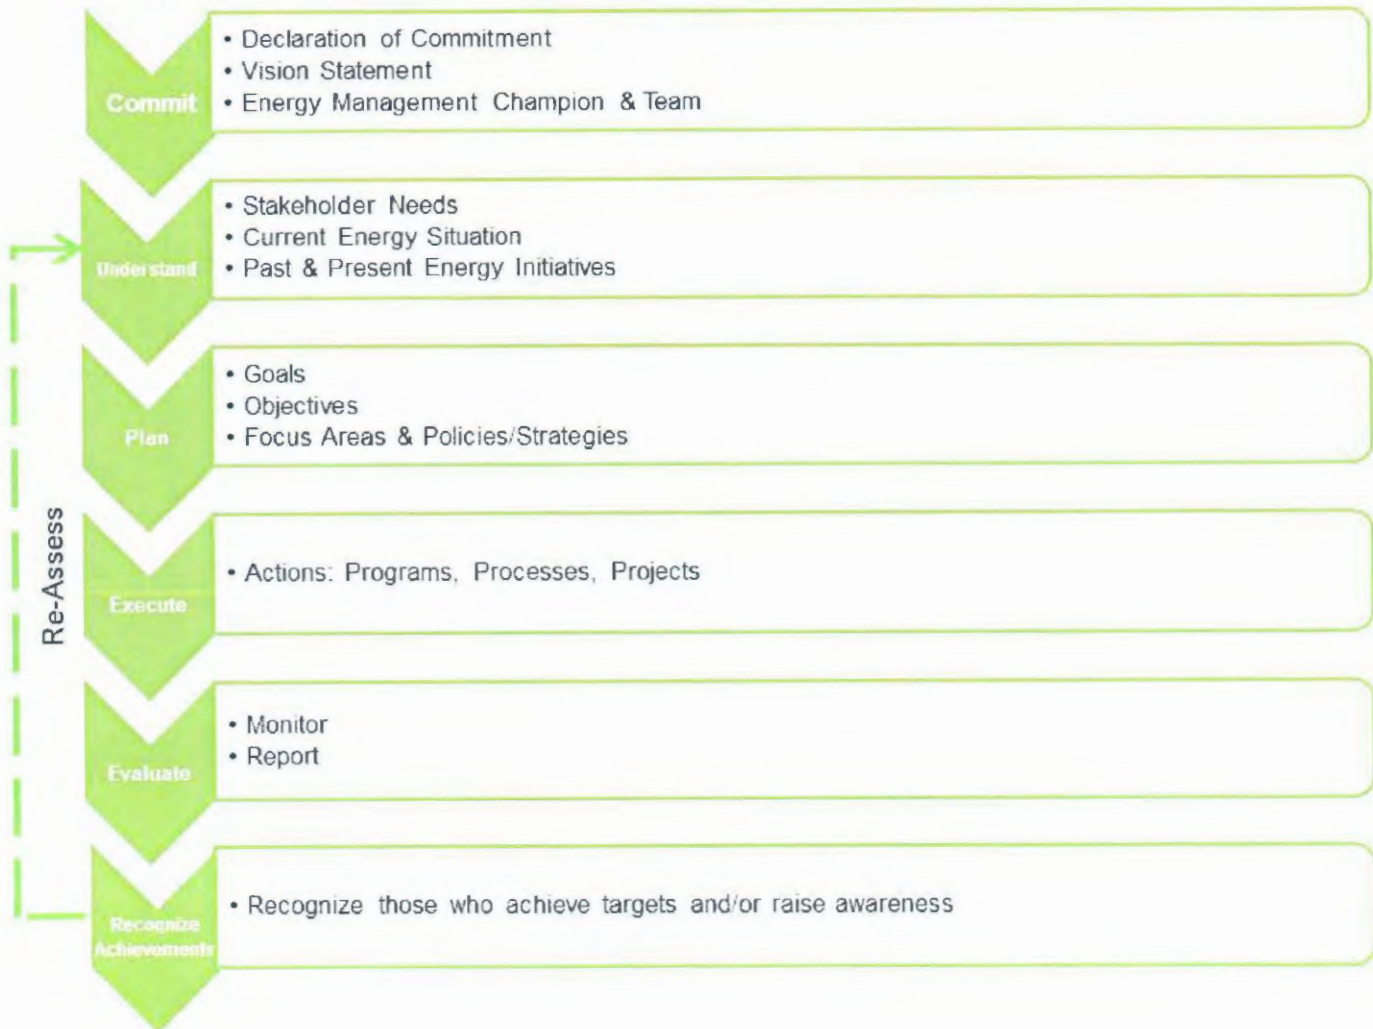 Commit
• Declaration of Commitment
• Vision Statement
• Energy Management Champion & Team
Understand
• Stakeholder Needs
• Current Energy Situation
• Past & Present Energy Initiatives
Plan
• Goals
• Objectives
• Focus Areas & Policies/Strategies
Execute
• Actions: Programs, Processes, Projects
Evaluate
• Monitor
• Report
Recognize
Achievements
• Recognize those who achieve targets and/or raise awareness
Re-Assess